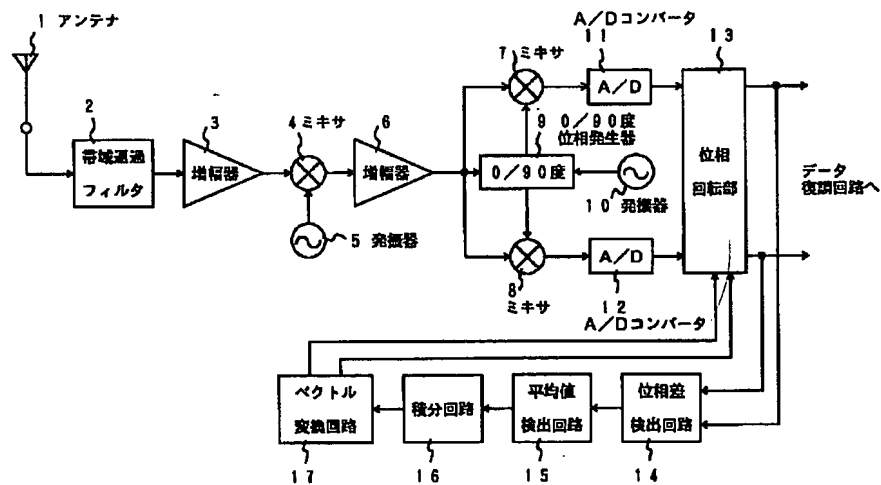 1 アンテナ
2
帯域通過
フィルタ
3
増幅器
4 ミキサ
5 発振器
6
増幅器
7 ミキサ
A/Dコンバータ
11
A/D
13
位相
回転部
9 0/90度
位相発生器
0/90度
10 発振器
データ
復調回路へ
8
ミキサ
A/D
12
A/Dコンバータ
ベクトル
変換回路
17
積分回路
16
平均値
検出回路
15
位相差
検出回路
14